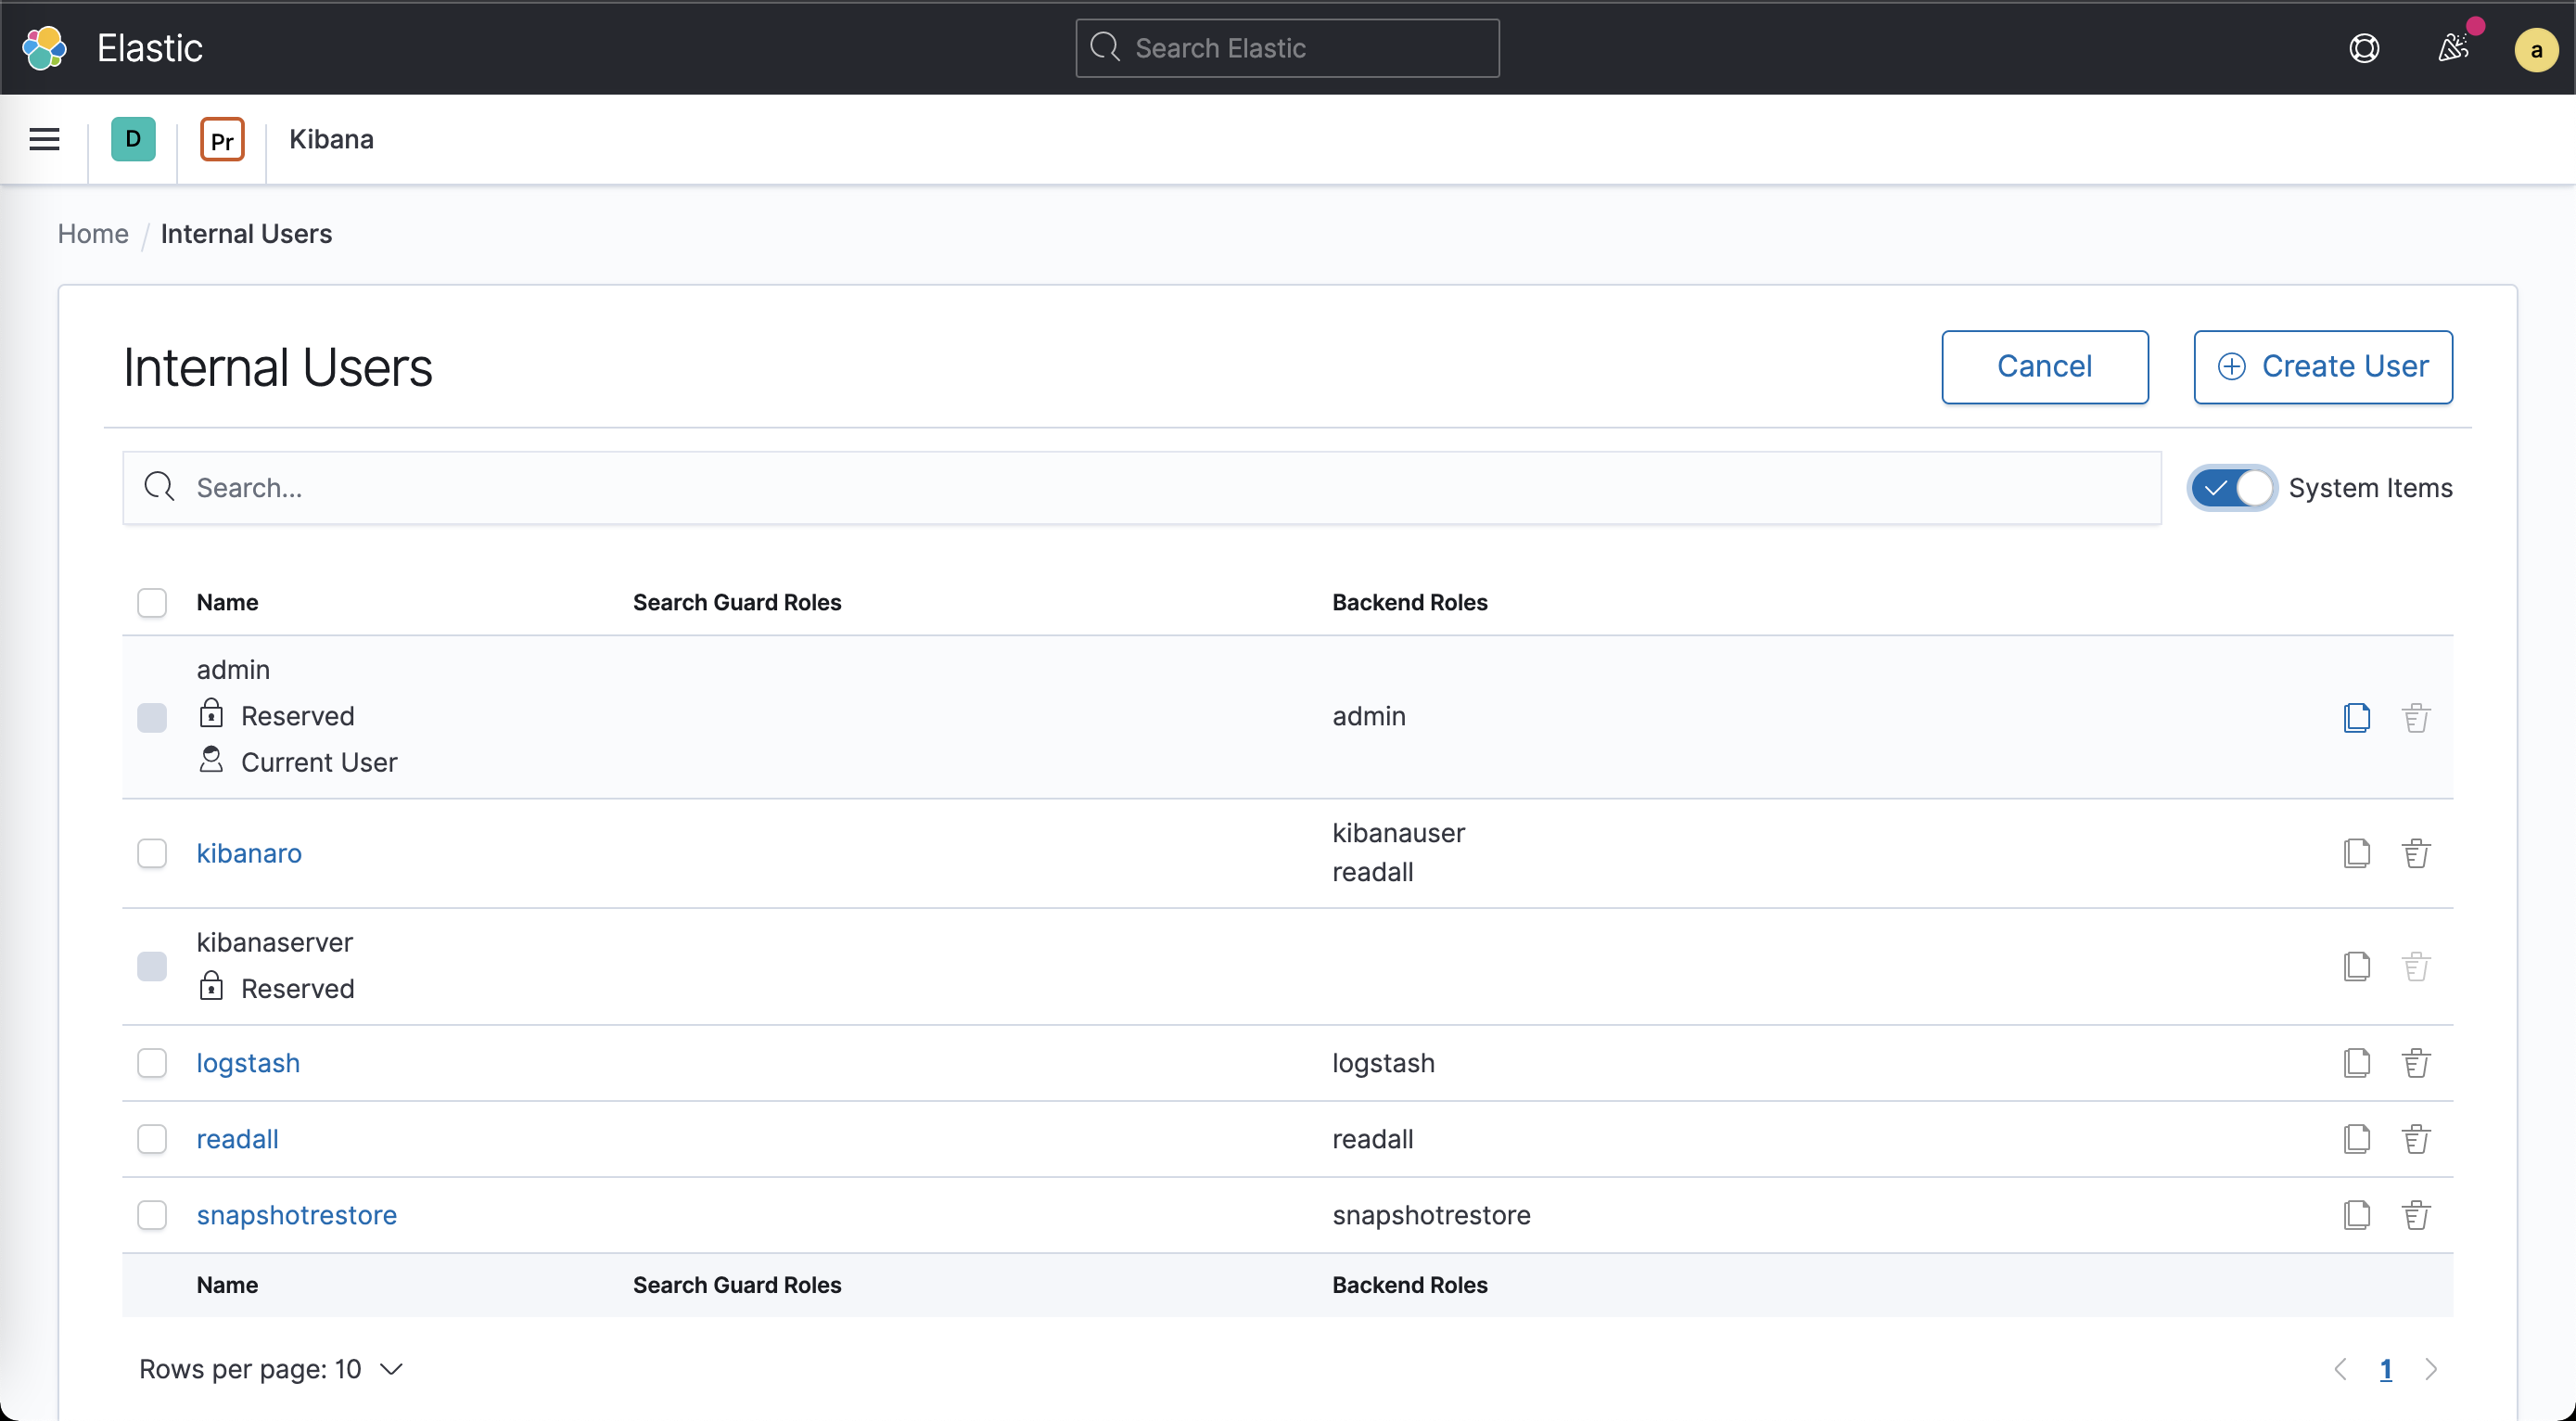 Elastic
Search Elastic
a
D
Pr
Kibana
Home / Internal Users
Internal Users
Cancel
Create User
Search...
System Items
Name Search Guard Roles Backend Roles
admin
Reserved
Current User
admin
kibanaro
kibanauser
readall
kibanaserver
Reserved
logstash logstash
readall readall
snapshotrestore snapshotrestore
Name Search Guard Roles Backend Roles
Rows per page: 10
1